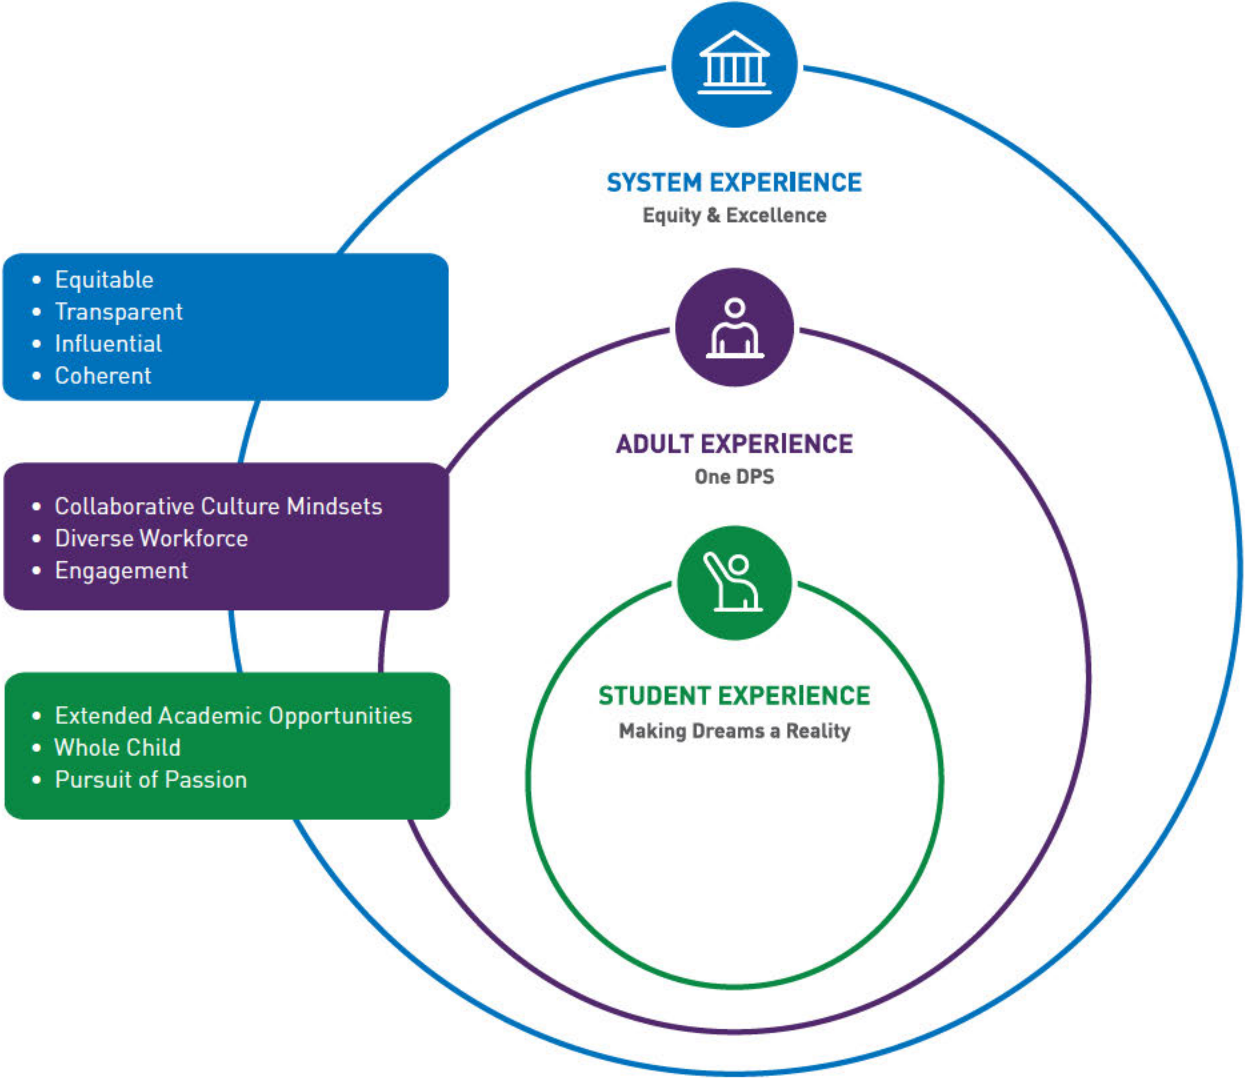 SYSTEM EXPERIENCE
Equity & Excellence
• Equitable
• Transparent
• Influential
• Coherent
ADULT EXPERIENCE
One DPS
• Collaborative Culture Mindsets
• Diverse Workforce
• Engagement
STUDENT EXPERIENCE
Making Dreams a Reality
• Extended Academic Opportunities
• Whole Child
• Pursuit of Passion